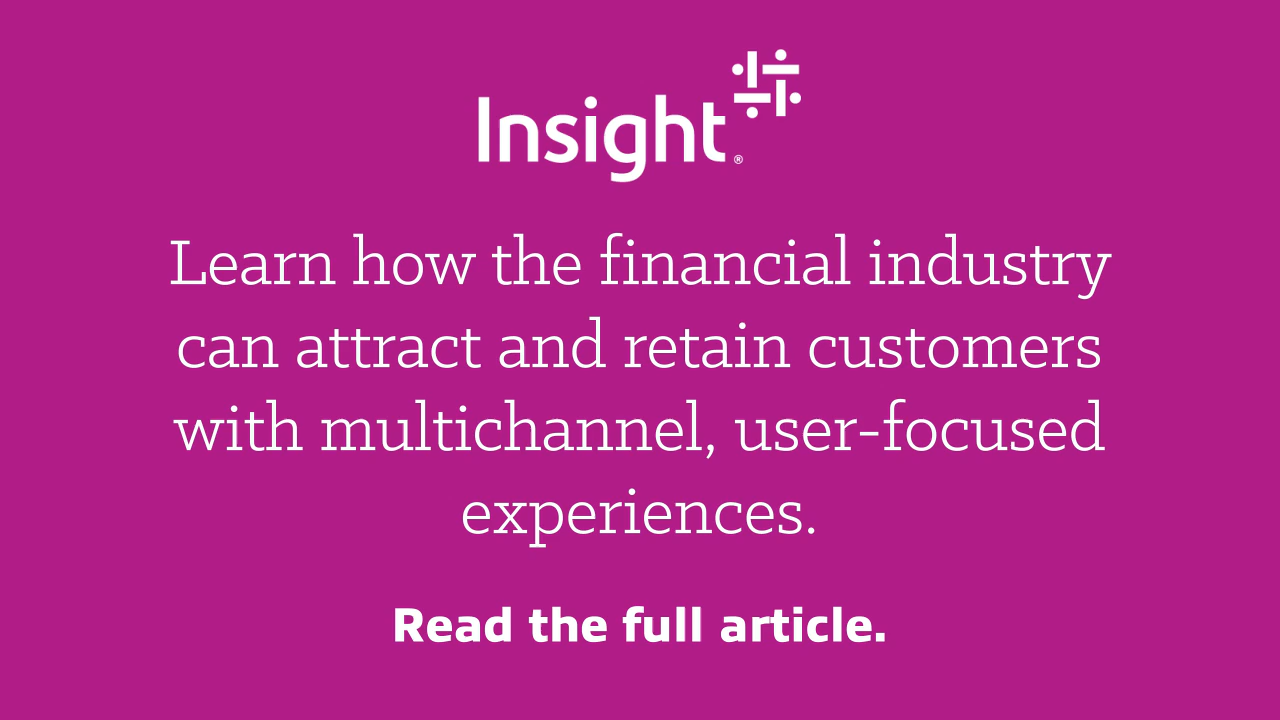 Insight®
Learn how the financial industry
can attract and retain customers
with multichannel, user-focused
experiences.
Read the full article.